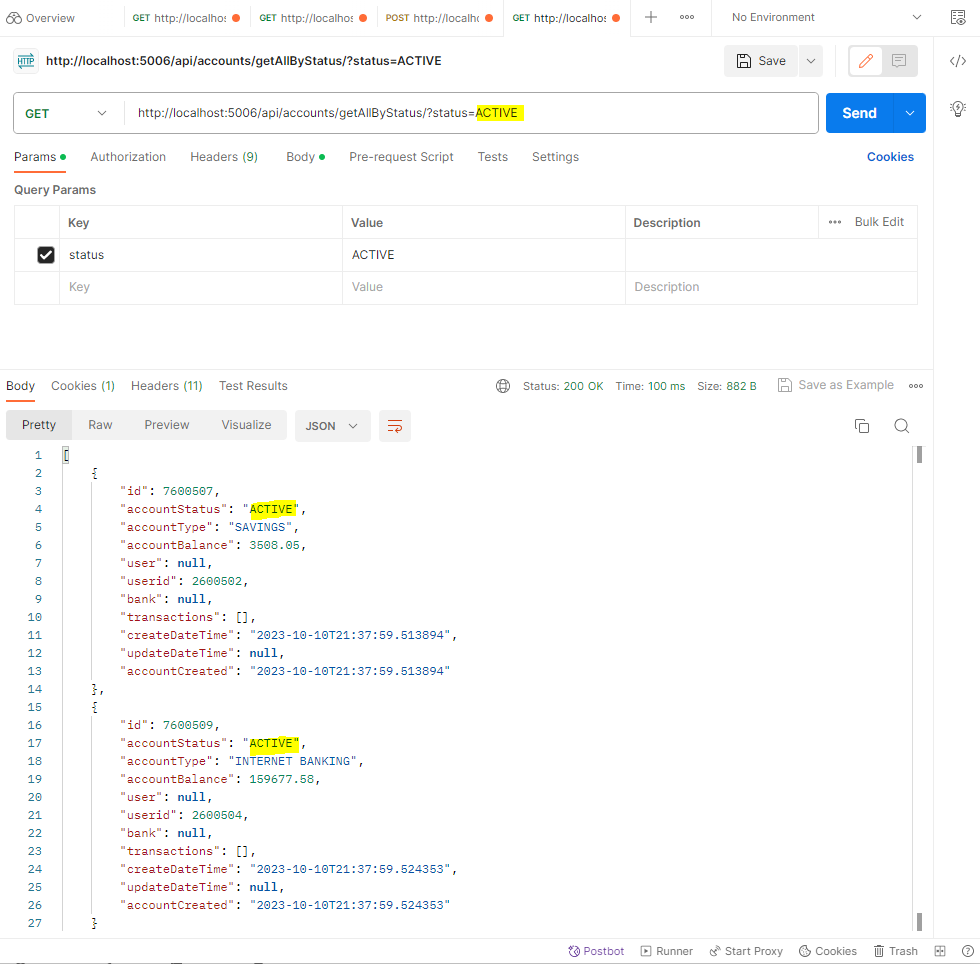 Overview GET http://localhos GET http://localhos POST http://localho GET http://localhos No Environment
HTTP http://localhost:5006/api/accounts/getAllByStatus/?status=ACTIVE Save
GET http://localhost:5006/api/accounts/getAllByStatus/?status=ACTIVE Send
Params Authorization Headers (9) Body Pre-request Script Tests Settings Cookies
Query Params
Key Value Description Bulk Edit
status ACTIVE
Key Value Description
Body Cookies (1) Headers (11) Test Results Status: 200 OK Time: 100 ms Size: 882 B Save as Example
Pretty Raw Preview Visualize JSON
1 [
2 {
3 "id": 7600507,
4 "accountStatus": "ACTIVE",
5 "accountType": "SAVINGS",
6 "accountBalance": 3508.05,
7 "user": null,
8 "userid": 2600502,
9 "bank": null,
10 "transactions": [],
11 "createDateTime": "2023-10-10T21:37:59.513894",
12 "updateDateTime": null,
13 "accountCreated": "2023-10-10T21:37:59.513894"
14 },
15 {
16 "id": 7600509,
17 "accountStatus": "ACTIVE",
18 "accountType": "INTERNET BANKING",
19 "accountBalance": 159677.58,
20 "user": null,
21 "userid": 2600504,
22 "bank": null,
23 "transactions": [],
24 "createDateTime": "2023-10-10T21:37:59.524353",
25 "updateDateTime": null,
26 "accountCreated": "2023-10-10T21:37:59.524353"
27 }
Postbot Runner Start Proxy Cookies Trash